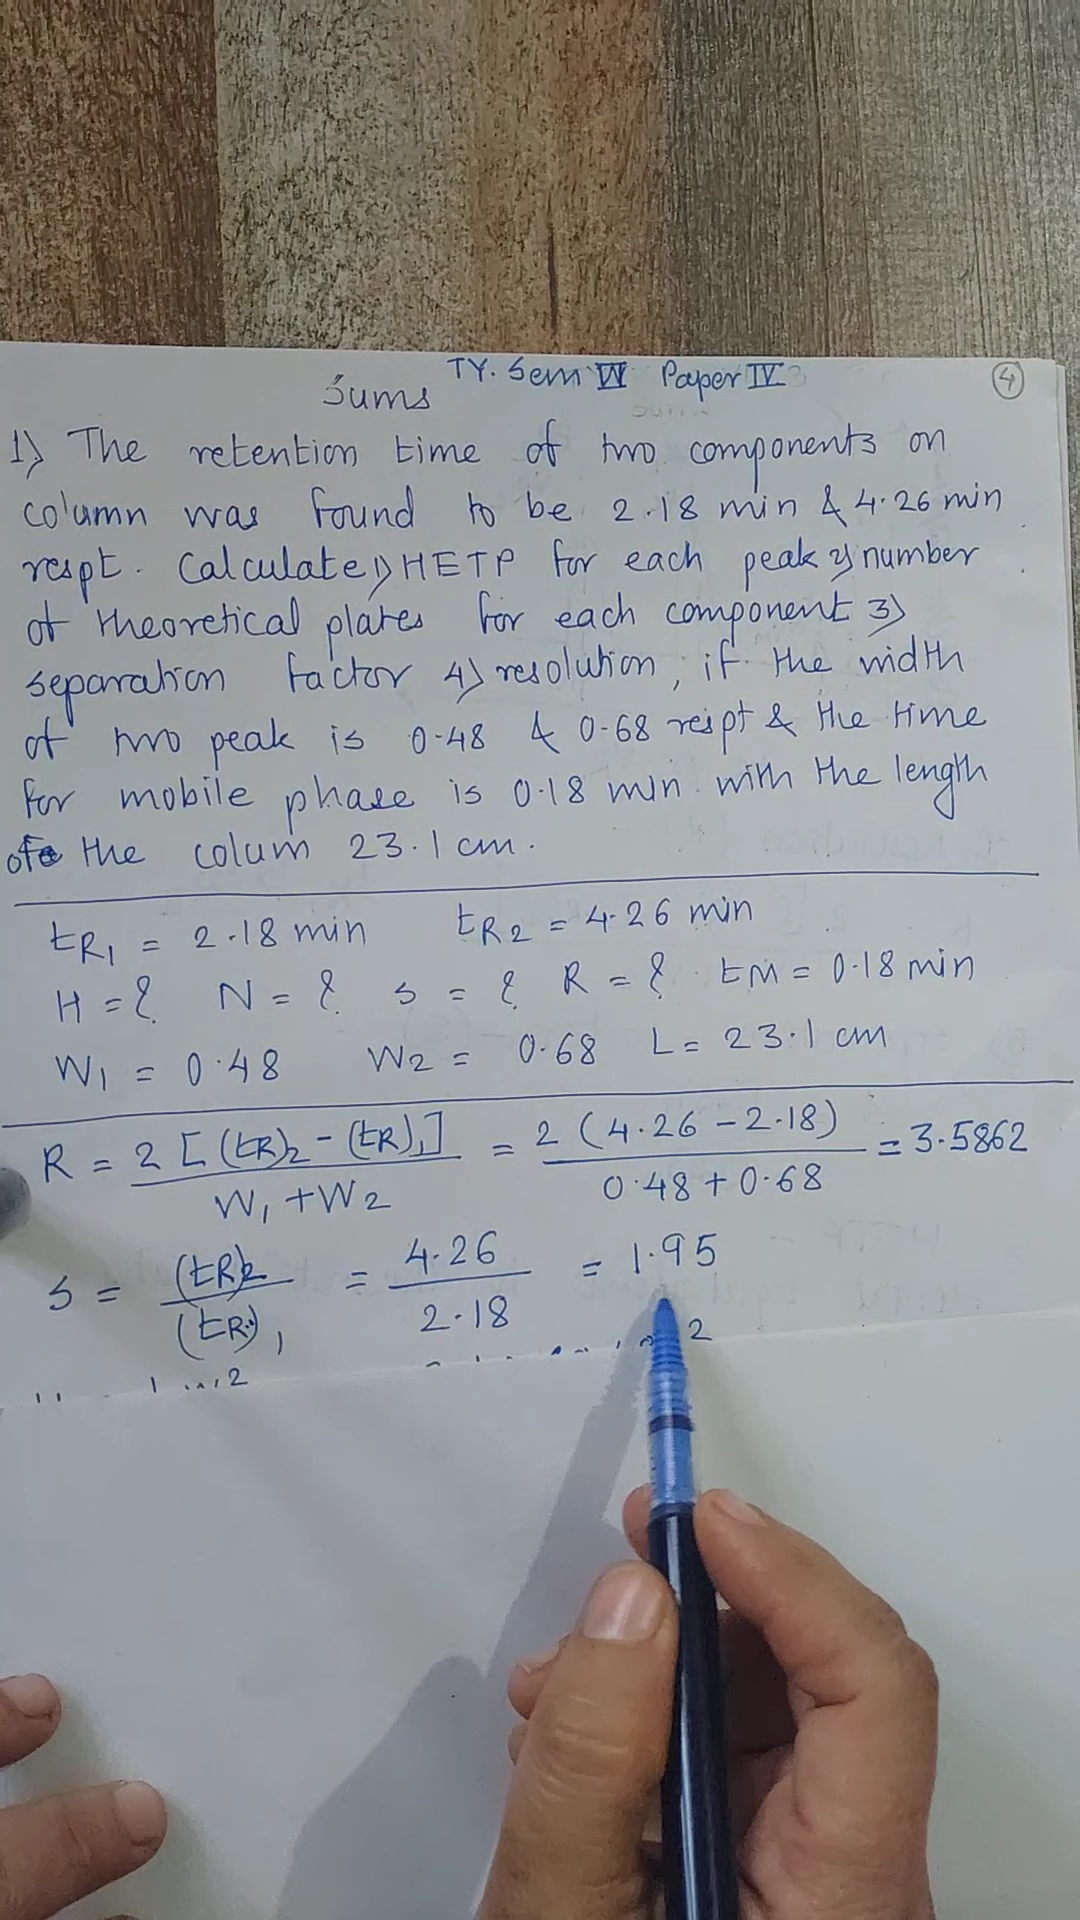 TY. Sem VI Paper IV
Sums
4
1) The retention time of two components on
column was found to be 2.18 min & 4.26 min
respt. Calculate 1) HETP for each peak 2) number
of theoretical plates for each component 3)
separation factor 4) resolution, if the width
of two peak is 0.48 & 0.68 respt & the time
for mobile phase is 0.18 min with the length
of the colum 23.1 cm.
tR1 = 2.18 min tR2 = 4.26 min
H = ? N = ? S = ? R = ? tM = 0.18 min
W1 = 0.48 W2 = 0.68 L = 23.1 cm
R = 2 [(tR)2 - (tR)1] / W1 + W2 = 2 (4.26 - 2.18) / 0.48 + 0.68 = 3.5862
S = (tR)2 / (tR)1 = 4.26 / 2.18 = 1.95